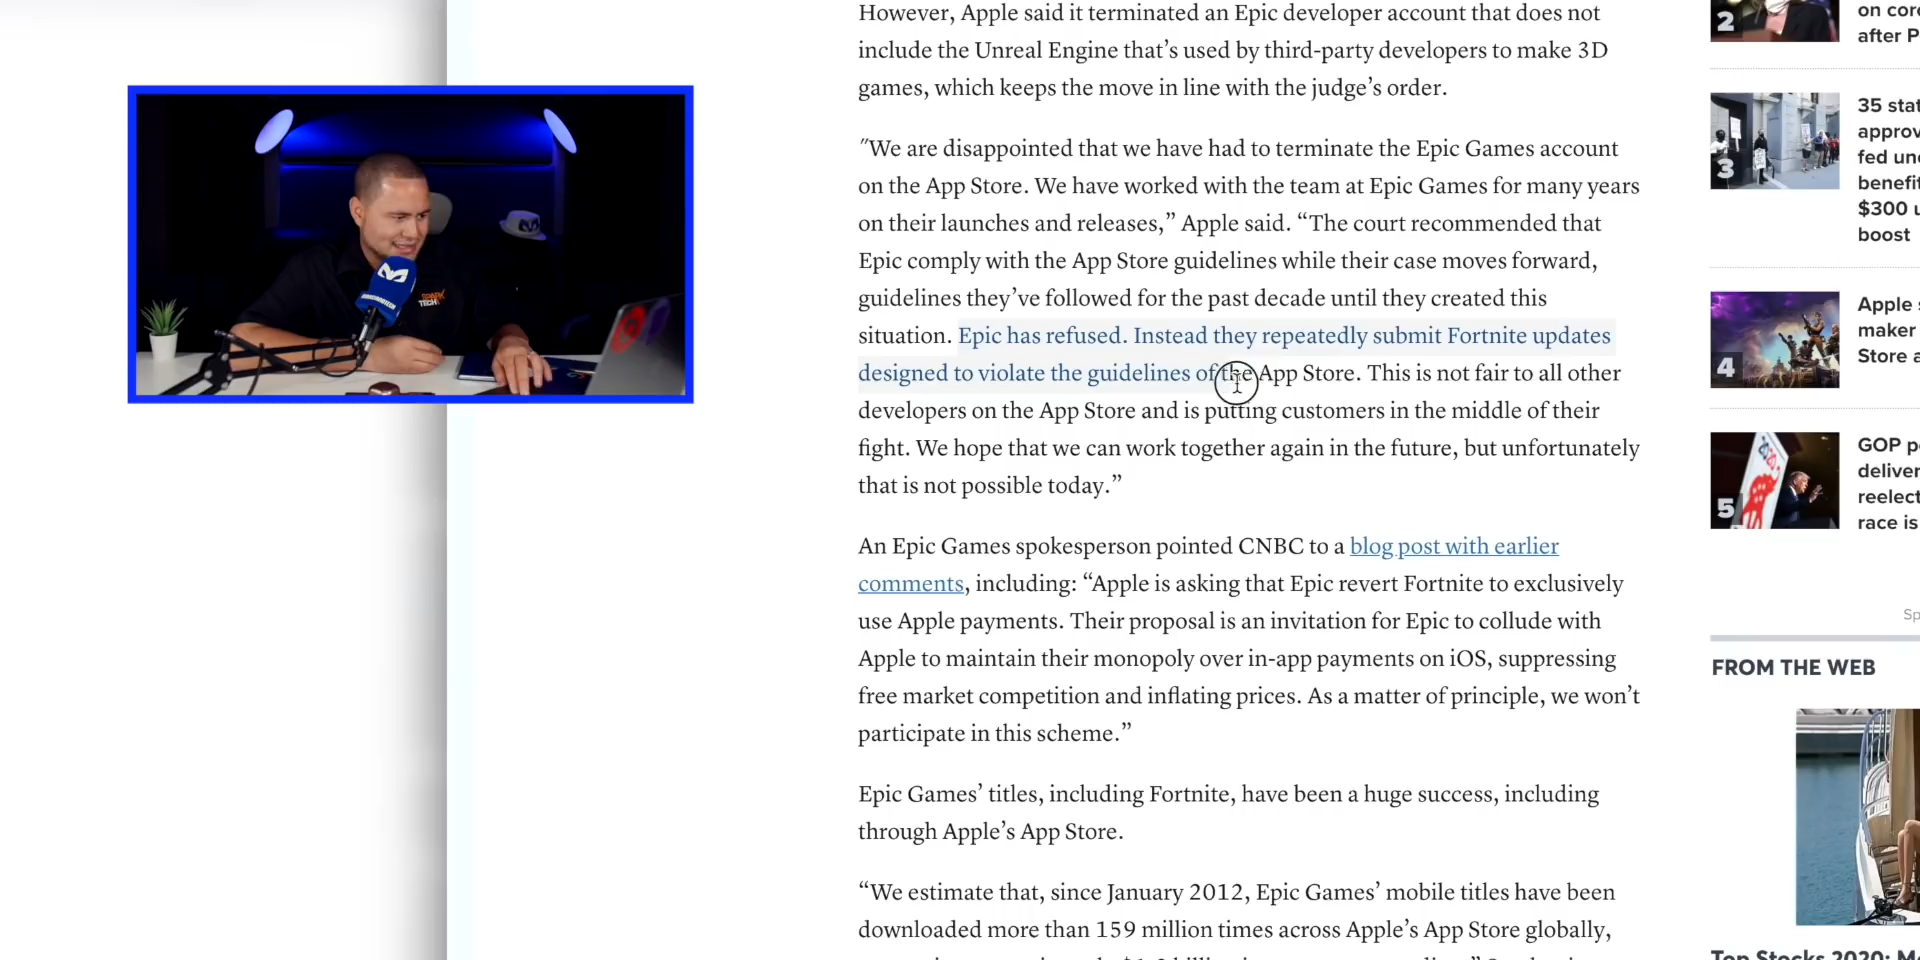 However, Apple said it terminated an Epic developer account that does not
include the Unreal Engine that’s used by third-party developers to make 3D
games, which keeps the move in line with the judge’s order.
"We are disappointed that we have had to terminate the Epic Games account
on the App Store. We have worked with the team at Epic Games for many years
on their launches and releases,” Apple said. “The court recommended that
Epic comply with the App Store guidelines while their case moves forward,
guidelines they’ve followed for the past decade until they created this
situation. Epic has refused. Instead they repeatedly submit Fortnite updates
designed to violate the guidelines of the App Store. This is not fair to all other
developers on the App Store and is putting customers in the middle of their
fight. We hope that we can work together again in the future, but unfortunately
that is not possible today.”
An Epic Games spokesperson pointed CNBC to a blog post with earlier
comments, including: “Apple is asking that Epic revert Fortnite to exclusively
use Apple payments. Their proposal is an invitation for Epic to collude with
Apple to maintain their monopoly over in-app payments on iOS, suppressing
free market competition and inflating prices. As a matter of principle, we won’t
participate in this scheme.”
Epic Games’ titles, including Fortnite, have been a huge success, including
through Apple’s App Store.
“We estimate that, since January 2012, Epic Games’ mobile titles have been
downloaded more than 159 million times across Apple’s App Store globally,
2
after P
3
35 stat
approv
fed un
benefit
$300 u
boost
4
Apple s
maker
Store a
5
GOP p
deliver
reelect
race is
Sp
FROM THE WEB
Top Stocks 2020: M
SPARK
TECH